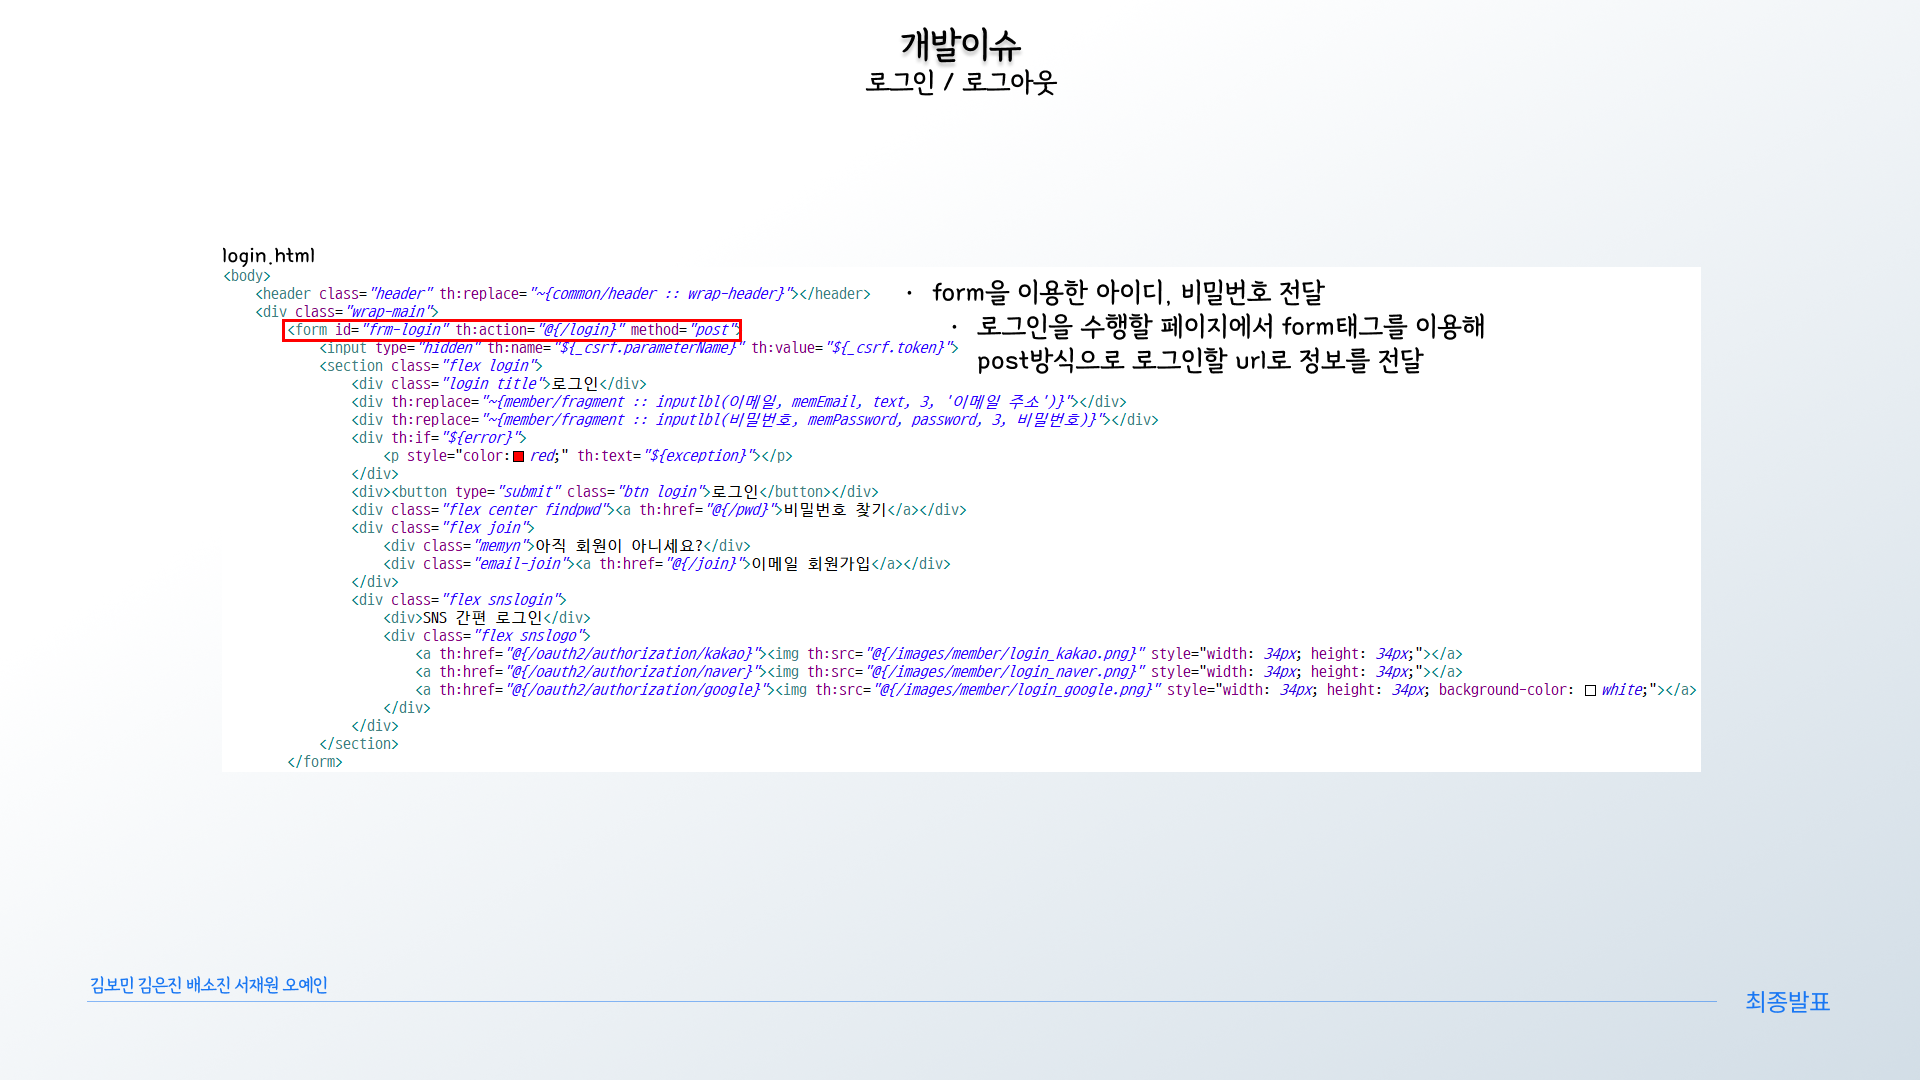 개발이슈
로그인 / 로그아웃
login.html
<body>
<header class="header" th:replace="~{common/header :: wrap-header}"></header>
<div class="wrap-main">
<form id="frm-login" th:action="@{/login}" method="post">
<input type="hidden" th:name="${_csrf.parameterName}" th:value="${_csrf.token}">
<section class="flex login">
<div class="login title">로그인</div>
<div th:replace="~{member/fragment :: inputlbl(이메일, memEmail, text, 3, '이메일 주소')}"></div>
<div th:replace="~{member/fragment :: inputlbl(비밀번호, memPassword, password, 3, 비밀번호)}"></div>
<div th:if="${error}">
<p style="color: red;" th:text="${exception}"></p>
</div>
<div><button type="submit" class="btn login">로그인</button></div>
<div class="flex center findpwd"><a th:href="@{/pwd}">비밀번호 찾기</a></div>
<div class="flex join">
<div class="memyn">아직 회원이 아니세요?</div>
<div class="email-join"><a th:href="@{/join}">이메일 회원가입</a></div>
</div>
<div class="flex snslogin">
<div>SNS 간편 로그인</div>
<div class="flex snslogo">
<a th:href="@{/oauth2/authorization/kakao}"><img th:src="@{/images/member/login_kakao.png}" style="width: 34px; height: 34px;"></a>
<a th:href="@{/oauth2/authorization/naver}"><img th:src="@{/images/member/login_naver.png}" style="width: 34px; height: 34px;"></a>
<a th:href="@{/oauth2/authorization/google}"><img th:src="@{/images/member/login_google.png}" style="width: 34px; height: 34px; background-color: white;"></a>
</div>
</div>
</section>
</form>
• form을 이용한 아이디, 비밀번호 전달
• 로그인을 수행할 페이지에서 form태그를 이용해
post방식으로 로그인할 url로 정보를 전달
김보민 김은진 배소진 서재원 오예인
최종발표